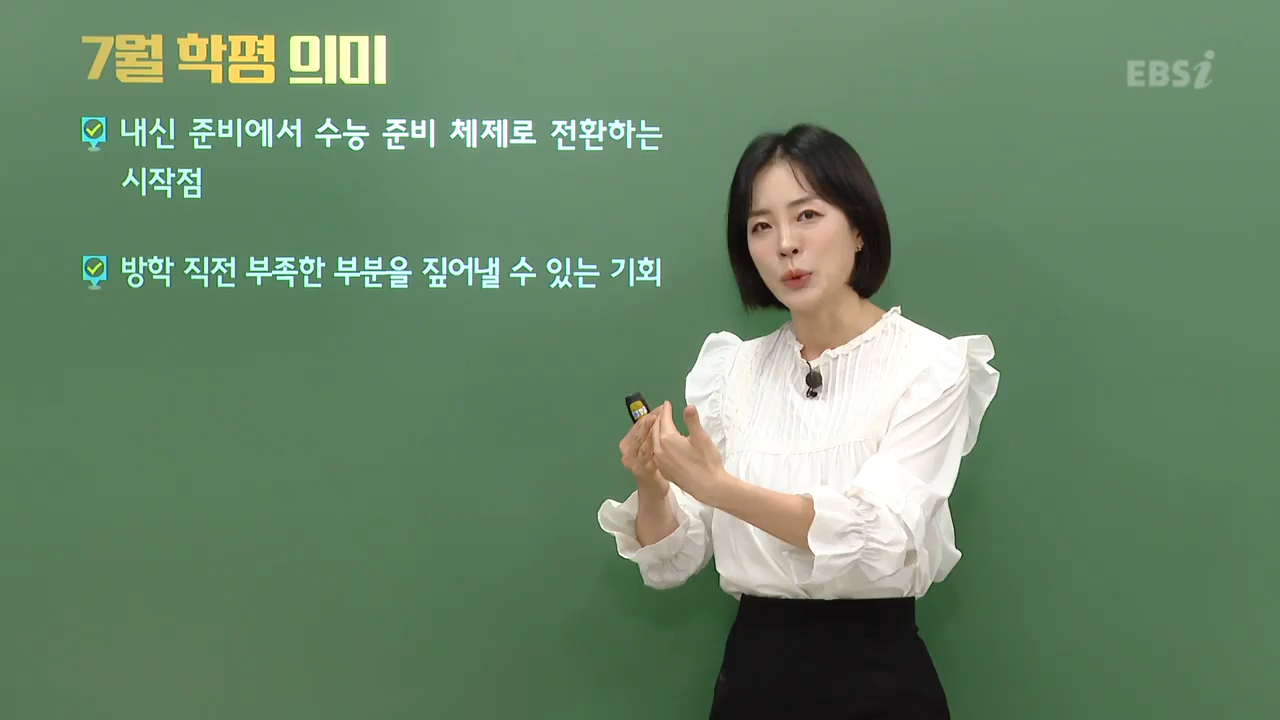 7월 학평 의미
EBSi
내신 준비에서 수능 준비 체제로 전환하는
시작점
방학 직전 부족한 부분을 짚어낼 수 있는 기회